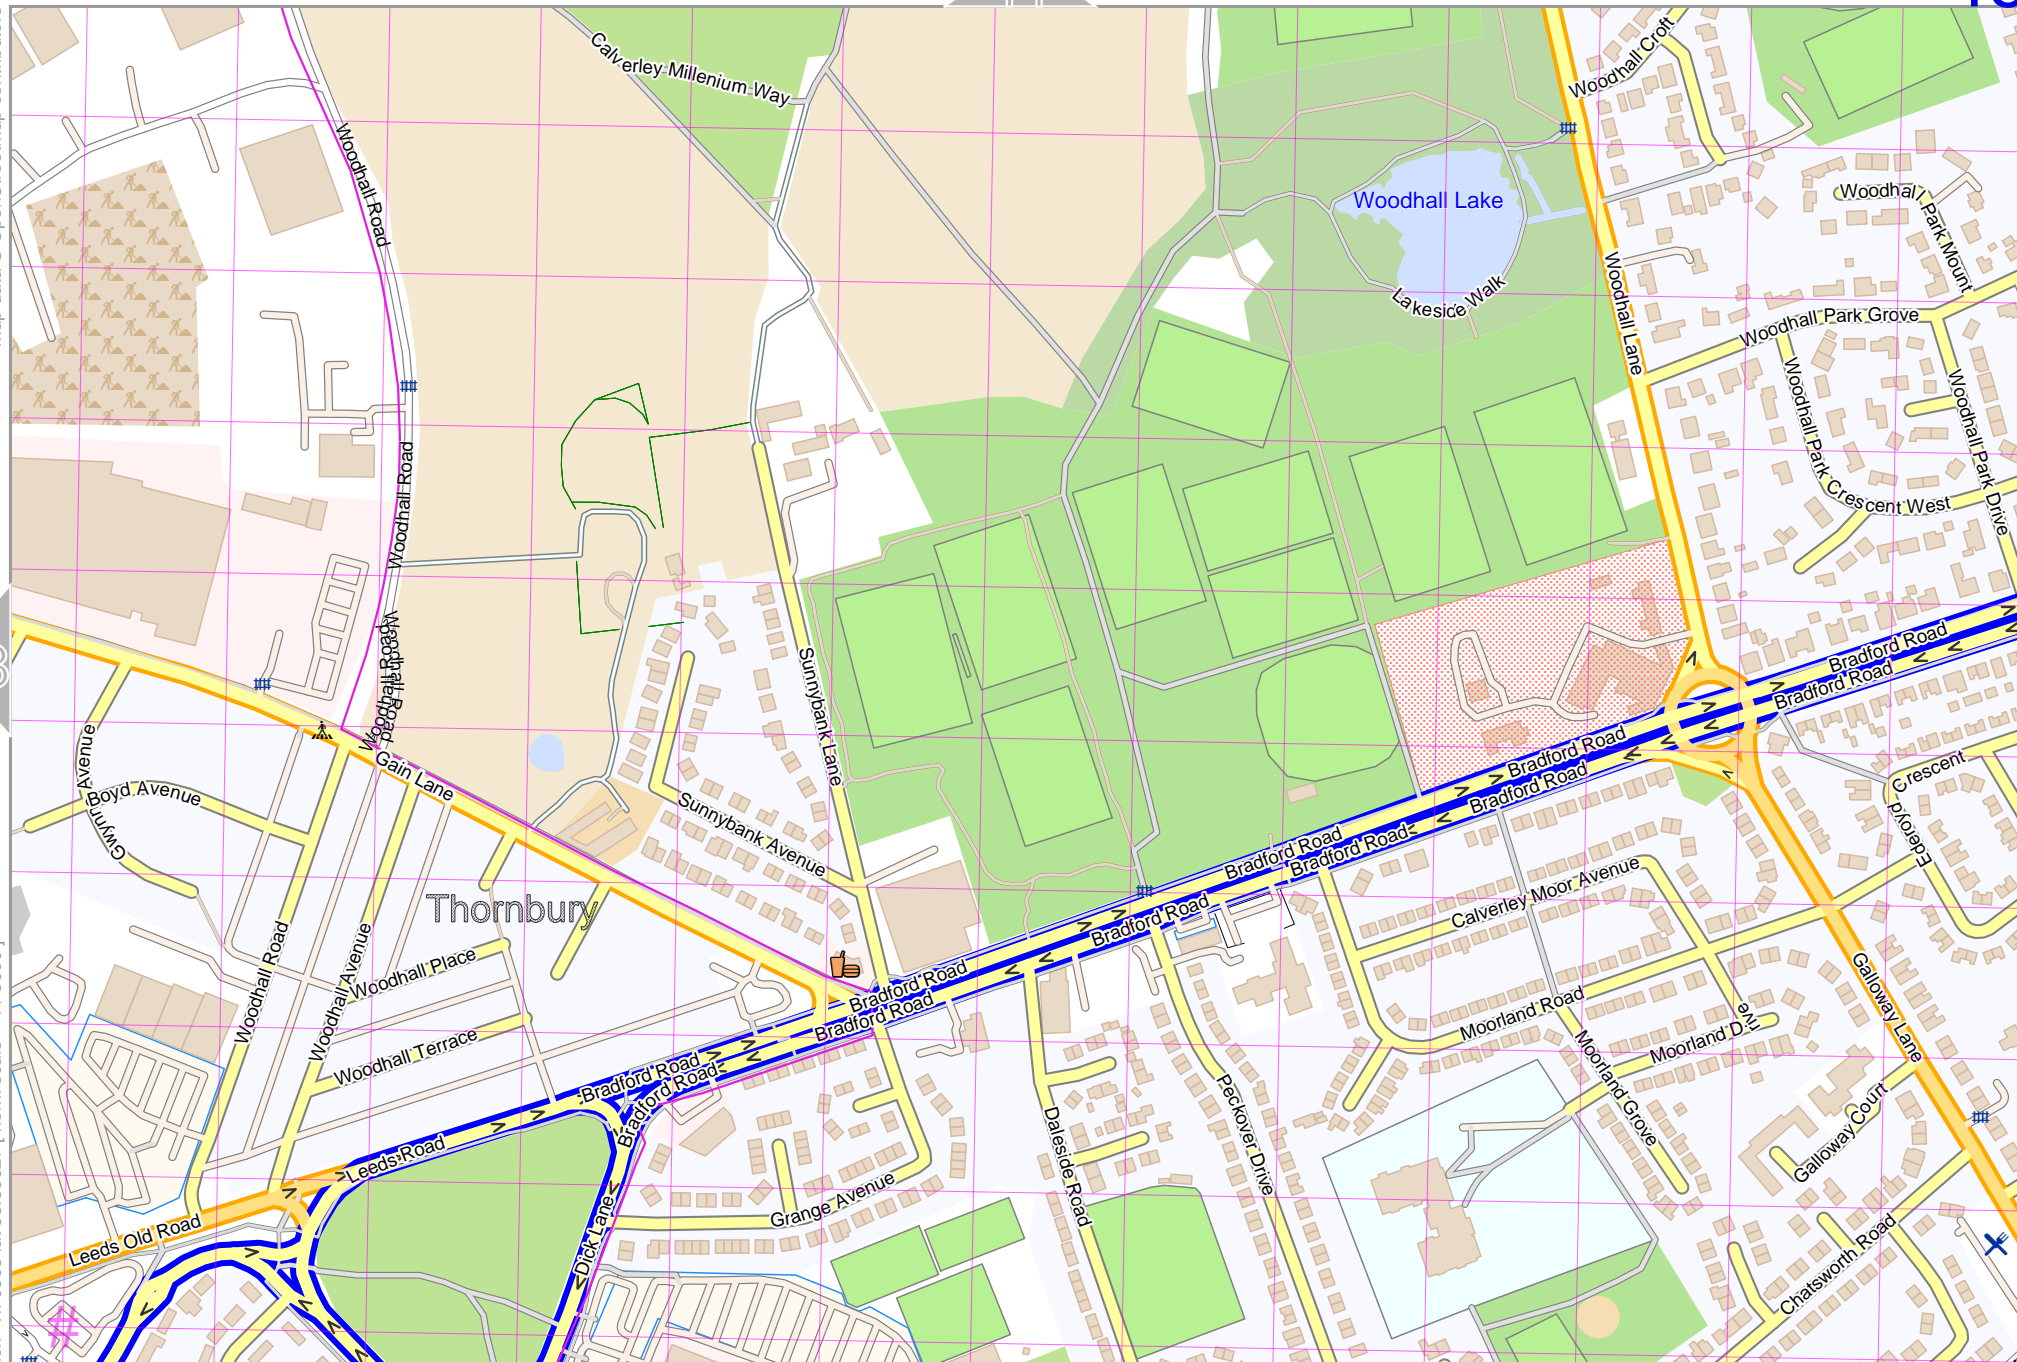 Calverley Millenium Way
Woodhall Croft
Woodhall Road
Woodhall Lake
Woodhall Park Mount
Lakeside Walk
Woodhall Lane
Woodhall Park Grove
Woodhall Park Crescent West
Woodhall Park Drive
Woodhall Road
Woodhall Road
Woodhall Road
Sunnybank Lane
Bradford Road
Bradford Road
Gwynn Avenue
Boyd Avenue
Gain Lane
Sunnybank Avenue
Bradford Road
Bradford Road
Ederoyd Crescent
Bradford Road
Bradford Road
Thornbury
Calverley Moor Avenue
Bradford Road
Woodhall Road
Woodhall Avenue
Woodhall Place
Bradford Road
Bradford Road
Woodhall Terrace
Moorland Road
Moorland Drive
Galloway Lane
Bradford Road
Bradford Road
Moorland Grove
Peckover Drive
Daleside Road
Galloway Court
Leeds Road
Leeds Old Road
Dick Lane
Grange Avenue
Chatsworth Road